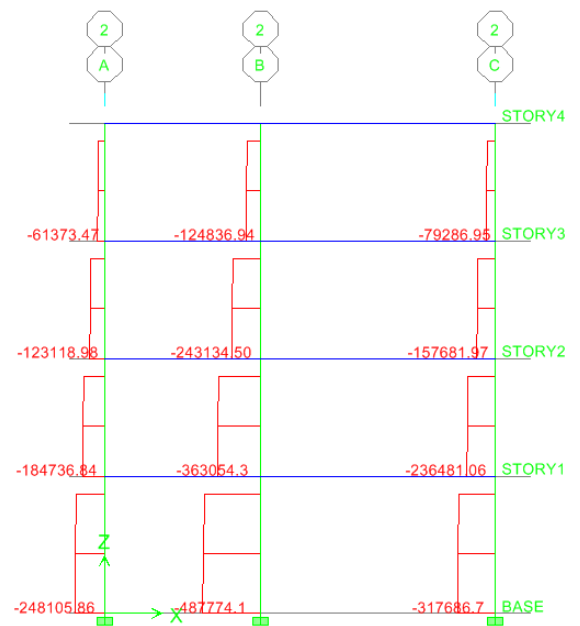 2 2 2
A B C
STORY4
-61373.47 -124836.94 -79286.95 STORY3
-123118.98 -243134.50 -157681.97 STORY2
-184736.84 -363054.3 -236481.06 STORY1
Z
-248105.86 X -487774.1 -317686.7 BASE